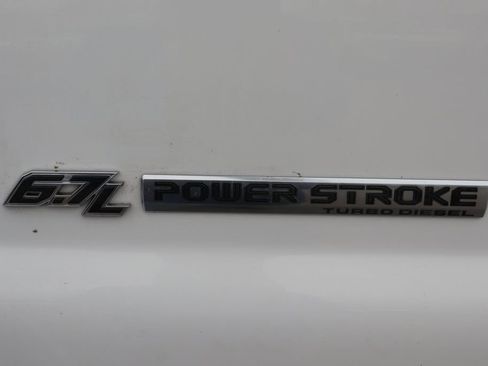 6.7L POWER STROKE
TURBO DIESEL